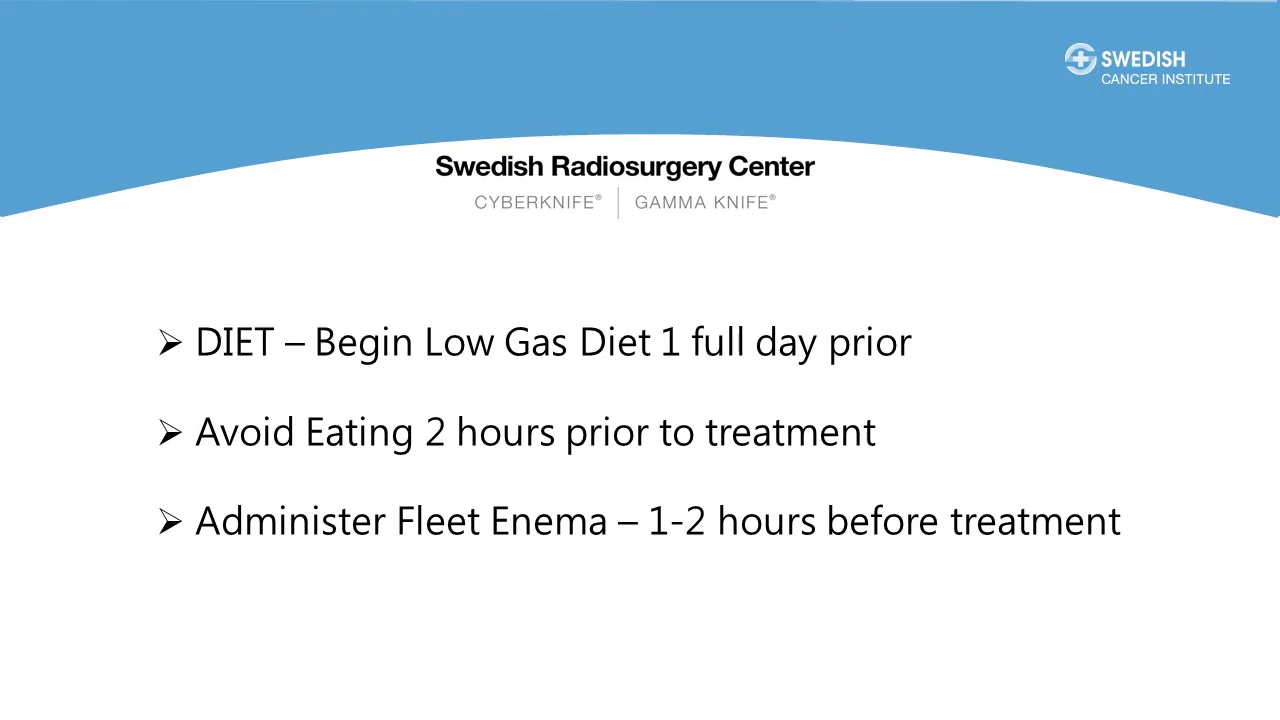 SWEDISH
CANCER INSTITUTE
Swedish Radiosurgery Center
CYBERKNIFE® | GAMMA KNIFE®
➢ DIET – Begin Low Gas Diet 1 full day prior
➢ Avoid Eating 2 hours prior to treatment
➢ Administer Fleet Enema – 1-2 hours before treatment